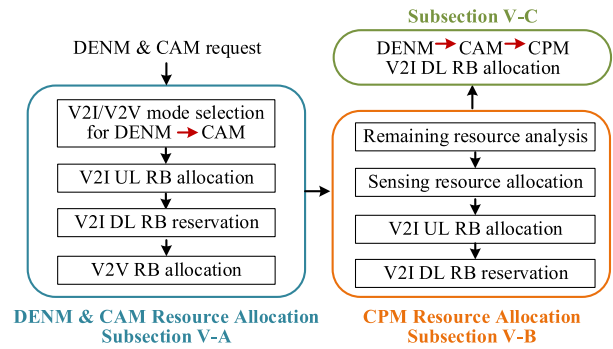 DENM & CAM request
V2I/V2V mode selection
for DENM → CAM
V2I UL RB allocation
V2I DL RB reservation
V2V RB allocation
DENM & CAM Resource Allocation
Subsection V-A
Subsection V-C
DENM → CAM → CPM
V2I DL RB allocation
Remaining resource analysis
Sensing resource allocation
V2I UL RB allocation
V2I DL RB reservation
CPM Resource Allocation
Subsection V-B